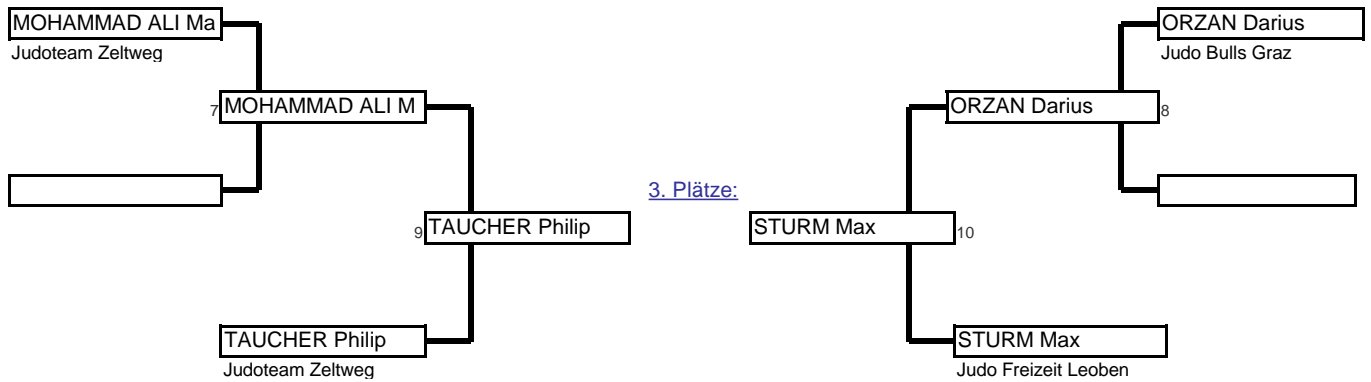 MOHAMMAD ALI Ma
Judoteam Zeltweg
7 MOHAMMAD ALI M
9 TAUCHER Philip
TAUCHER Philip
Judoteam Zeltweg
3. Plätze:
ORZAN Darius
Judo Bulls Graz
ORZAN Darius 8
STURM Max 10
STURM Max
Judo Freizeit Leoben